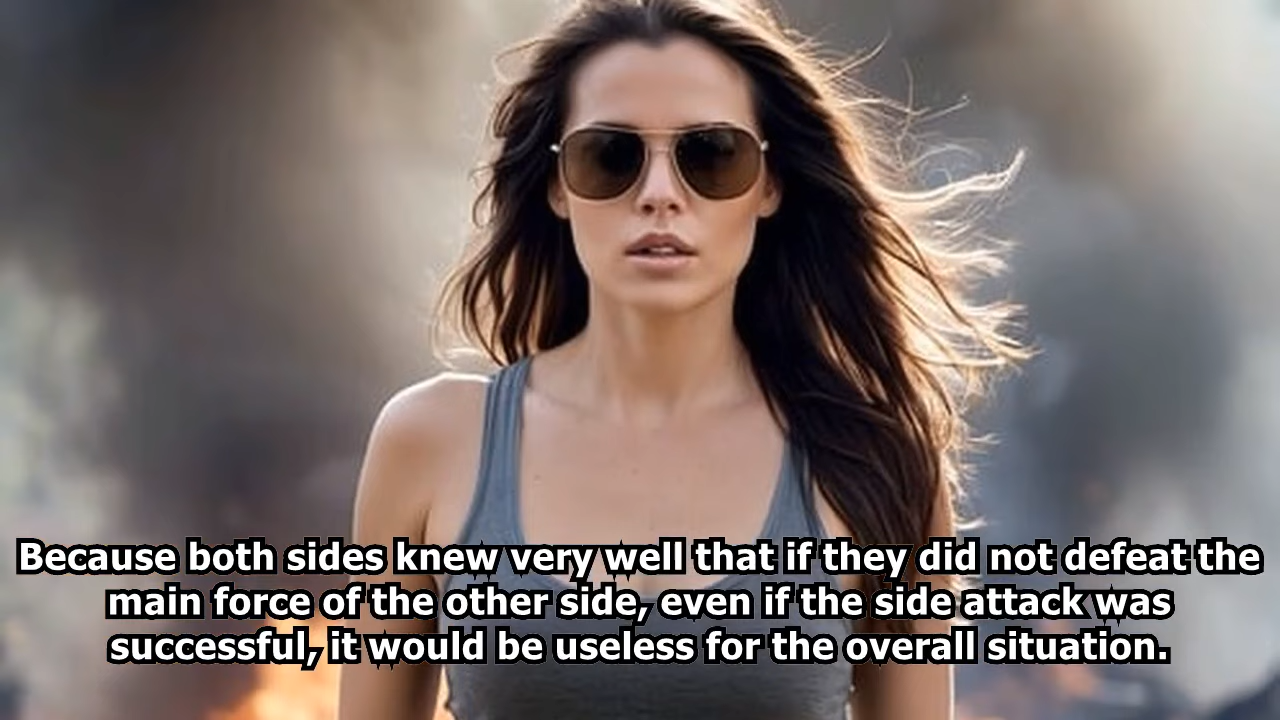 Because both sides knew very well that if they did not defeat the
main force of the other side, even if the side attack was
successful, it would be useless for the overall situation.